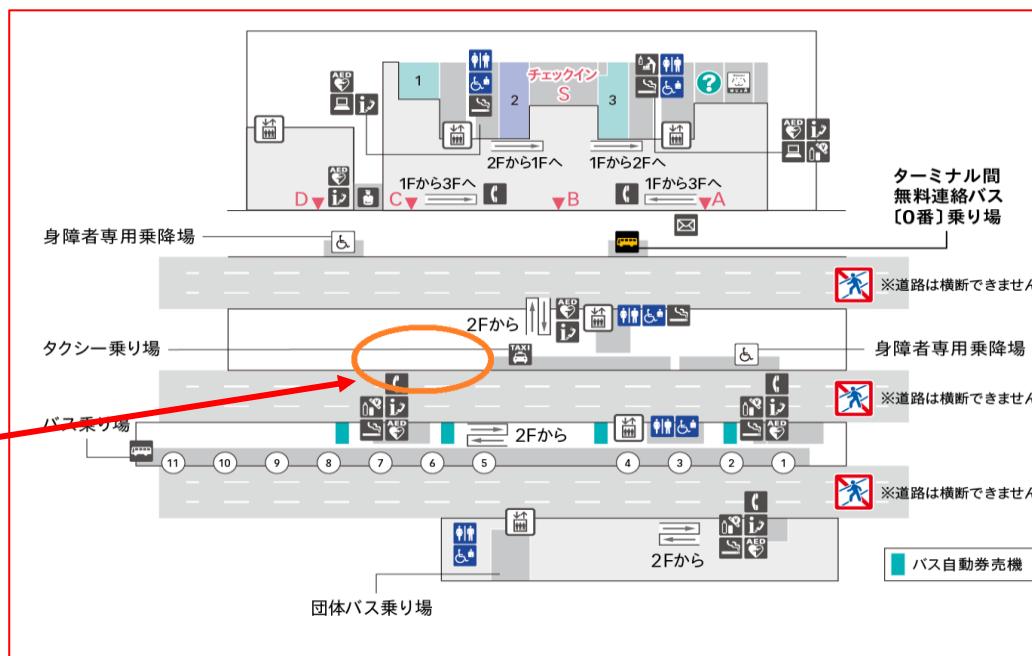 チェックイン
S
1
2
3
?
AED
2Fから1Fへ
1Fから2Fへ
AED
AED
1Fから3Fへ
1Fから3Fへ
D
C
B
A
ターミナル間
無料連絡バス
〔0番〕乗り場
身障者専用乗降場
※道路は横断できません
2Fから
AED
タクシー乗り場
TAXI
身障者専用乗降場
※道路は横断できません
バス乗り場
AED
2Fから
AED
11
10
9
8
7
6
5
4
3
2
1
※道路は横断できません
2Fから
AED
バス自動券売機
団体バス乗り場